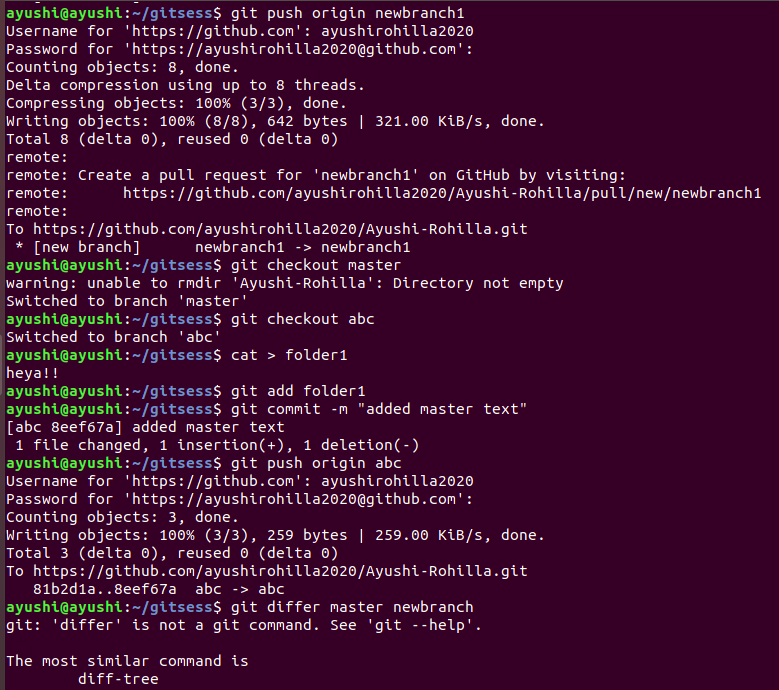 ayushi@ayushi:~/gitsess$ git push origin newbranch1
Username for 'https://github.com': ayushirohilla2020
Password for 'https://ayushirohilla2020@github.com':
Counting objects: 8, done.
Delta compression using up to 8 threads.
Compressing objects: 100% (3/3), done.
Writing objects: 100% (8/8), 642 bytes | 321.00 KiB/s, done.
Total 8 (delta 0), reused 0 (delta 0)
remote:
remote: Create a pull request for 'newbranch1' on GitHub by visiting:
remote:      https://github.com/ayushirohilla2020/Ayushi-Rohilla/pull/new/newbranch1
remote:
To https://github.com/ayushirohilla2020/Ayushi-Rohilla.git
 * [new branch]      newbranch1 -> newbranch1
ayushi@ayushi:~/gitsess$ git checkout master
warning: unable to rmdir 'Ayushi-Rohilla': Directory not empty
Switched to branch 'master'
ayushi@ayushi:~/gitsess$ git checkout abc
Switched to branch 'abc'
ayushi@ayushi:~/gitsess$ cat > folder1
heya!!
ayushi@ayushi:~/gitsess$ git add folder1
ayushi@ayushi:~/gitsess$ git commit -m "added master text"
[abc 8eef67a] added master text
 1 file changed, 1 insertion(+), 1 deletion(-)
ayushi@ayushi:~/gitsess$ git push origin abc
Username for 'https://github.com': ayushirohilla2020
Password for 'https://ayushirohilla2020@github.com':
Counting objects: 3, done.
Writing objects: 100% (3/3), 259 bytes | 259.00 KiB/s, done.
Total 3 (delta 0), reused 0 (delta 0)
To https://github.com/ayushirohilla2020/Ayushi-Rohilla.git
   81b2d1a..8eef67a  abc -> abc
ayushi@ayushi:~/gitsess$ git differ master newbranch
git: 'differ' is not a git command. See 'git --help'.

The most similar command is
        diff-tree